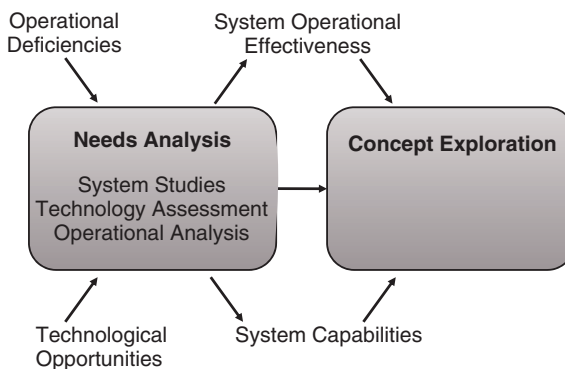 Operational
Deficiencies
System Operational
Effectiveness
Needs Analysis
System Studies
Technology Assessment
Operational Analysis
Concept Exploration
Technological
Opportunities
System Capabilities